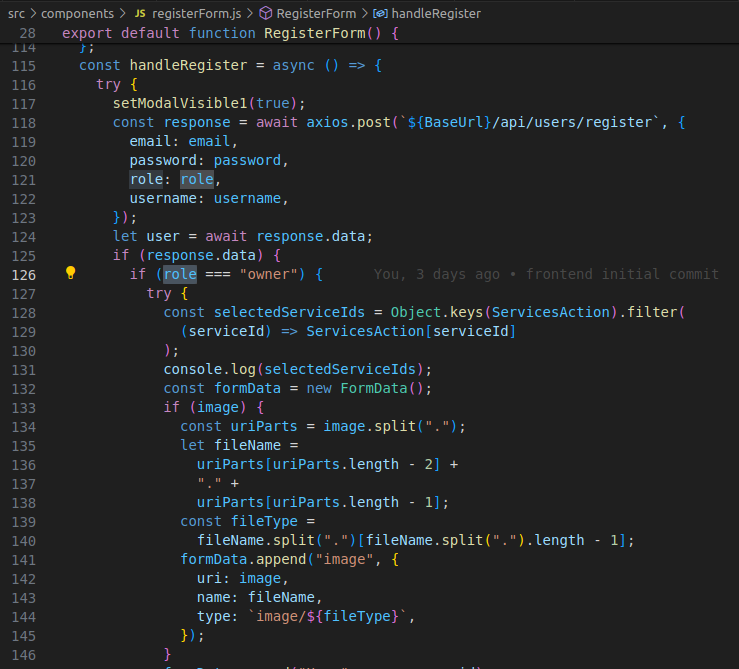 src > components > JS registerForm.js > RegisterForm > handleRegister
28 export default function RegisterForm() {
114 };
115 const handleRegister = async () => {
116 try {
117 setModalVisible1(true);
118 const response = await axios.post(`${BaseUrl}/api/users/register`, {
119 email: email,
120 password: password,
121 role: role,
122 username: username,
123 });
124 let user = await response.data;
125 if (response.data) {
126 if (role === "owner") { You, 3 days ago • frontend initial commit
127 try {
128 const selectedServiceIds = Object.keys(ServicesAction).filter(
129 (serviceId) => ServicesAction[serviceId]
130 );
131 console.log(selectedServiceIds);
132 const formData = new FormData();
133 if (image) {
134 const uriParts = image.split(".");
135 let fileName =
136 uriParts[uriParts.length - 2] +
137 "." +
138 uriParts[uriParts.length - 1];
139 const fileType =
140 fileName.split(".")[fileName.split(".").length - 1];
141 formData.append("image", {
142 uri: image,
143 name: fileName,
144 type: `image/${fileType}`,
145 });
146 }